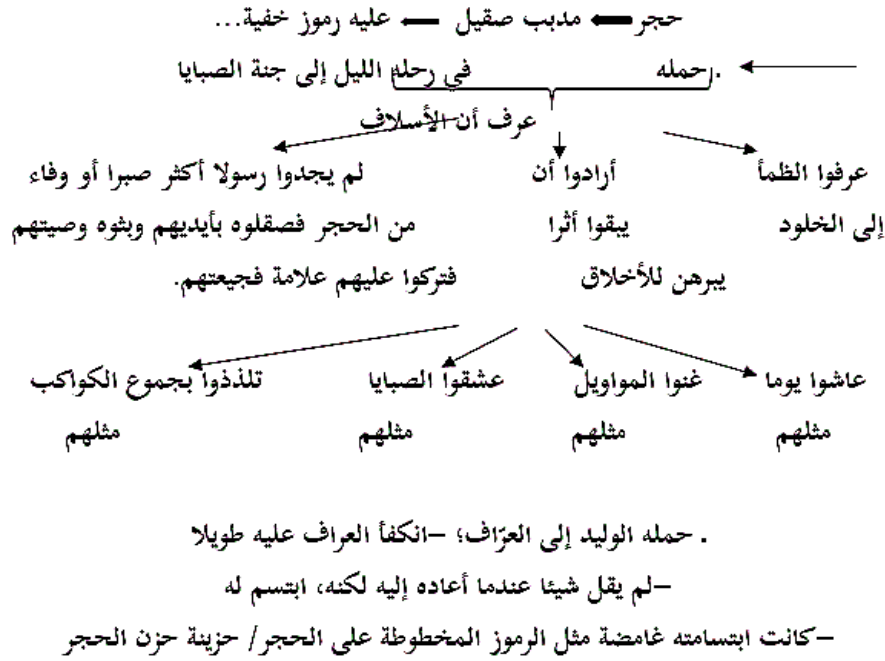 حجر مدبب صقيل عليه رموز خفية...
.حمله في رحلة الليل إلى جنة الصبايا
عرف أن الأسلاف
عرفوا الظمأ أرادوا أن لم يجدوا رسولا أكثر صبرا أو وفاء
إلى الخلود يبقوا أثرا من الحجر فصقلوه بأيديهم وبثوه وصيتهم
يبرهن للأخلاق فتركوا عليهم علامة فجيعتهم.
عاشوا يوما غنوا المواويل عشقوا الصبايا تلذذوا بجموع الكواكب
مثلهم مثلهم مثلهم مثلهم
. حمله الوليد إلى العرّاف؛ –انكفأ العراف عليه طويلا
–لم يقل شيئا عندما أعاده إليه لكنه، ابتسم له
–كانت ابتسامته غامضة مثل الرموز المخطوطة على الحجر/ حزينة حزن الحجر